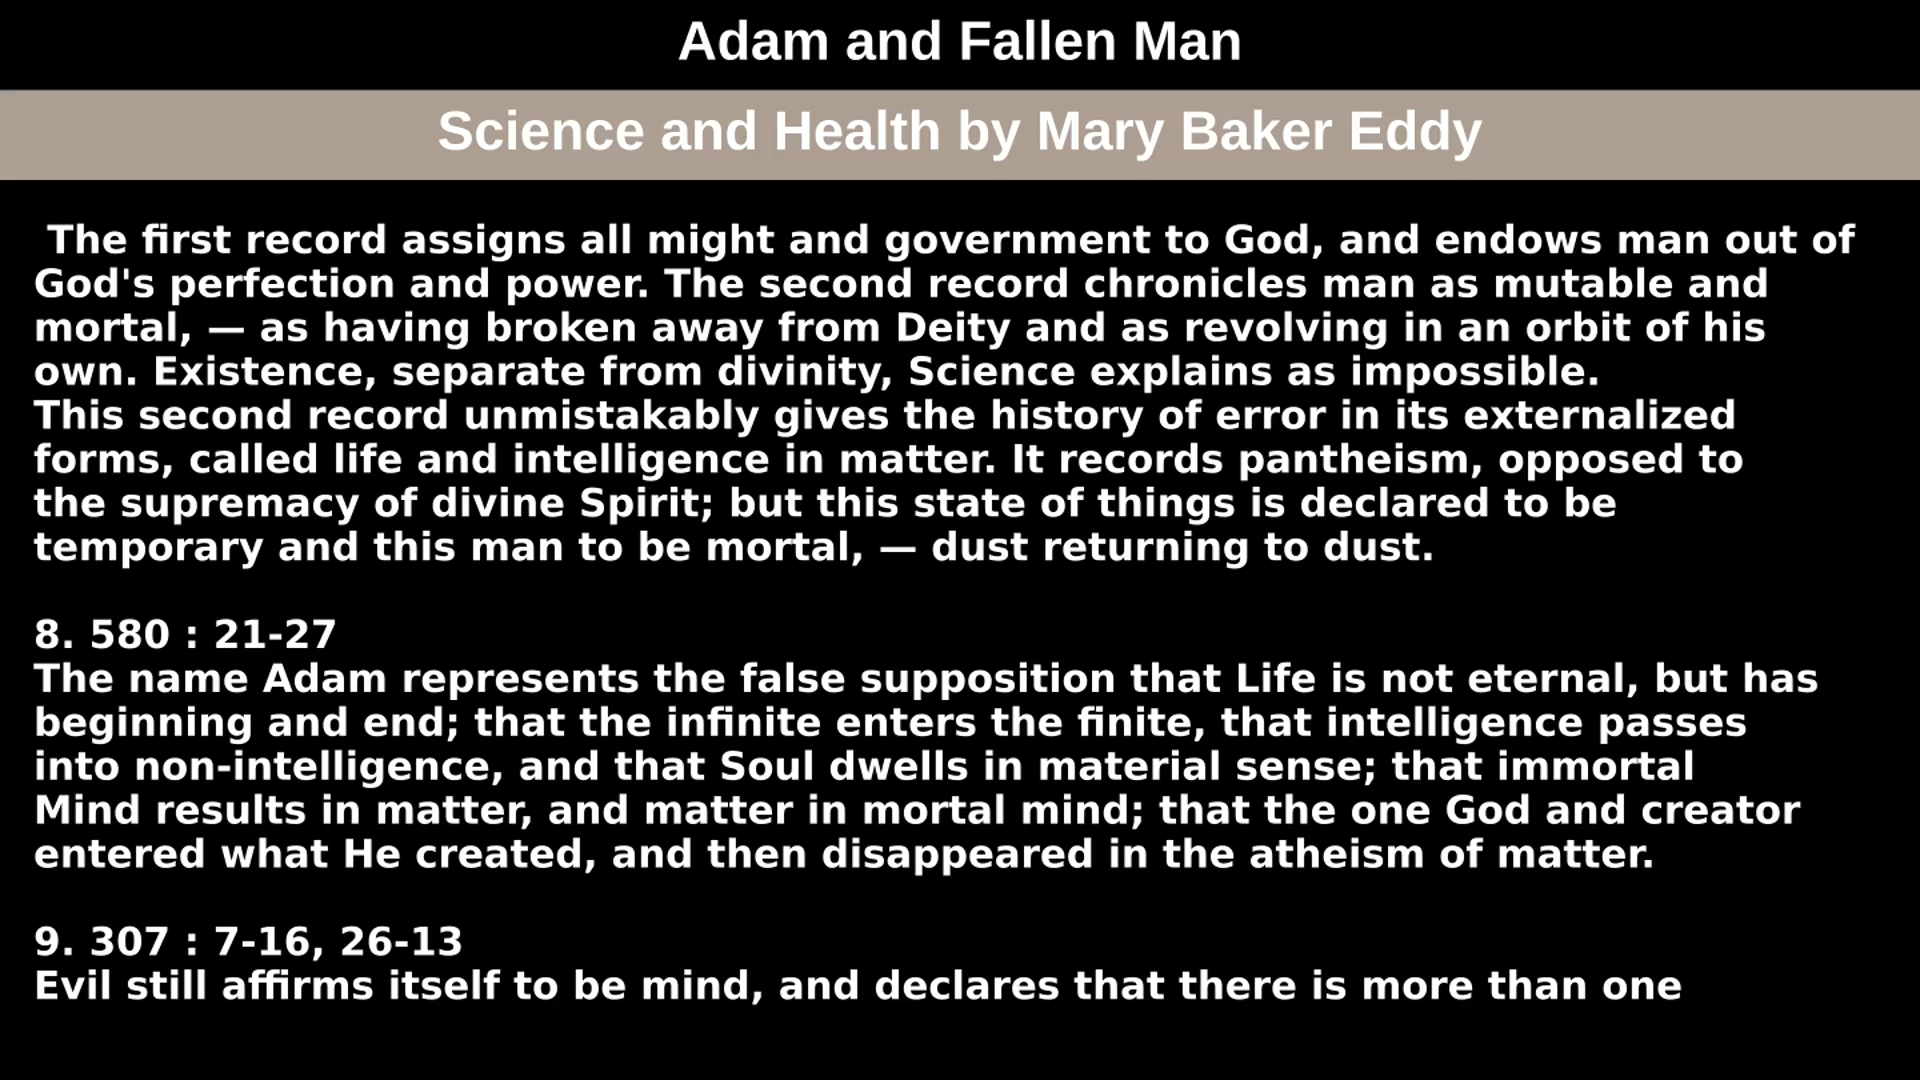 Adam and Fallen Man
Science and Health by Mary Baker Eddy
The first record assigns all might and government to God, and endows man out of
God's perfection and power. The second record chronicles man as mutable and
mortal, — as having broken away from Deity and as revolving in an orbit of his
own. Existence, separate from divinity, Science explains as impossible.
This second record unmistakably gives the history of error in its externalized
forms, called life and intelligence in matter. It records pantheism, opposed to
the supremacy of divine Spirit; but this state of things is declared to be
temporary and this man to be mortal, — dust returning to dust.
8. 580 : 21-27
The name Adam represents the false supposition that Life is not eternal, but has
beginning and end; that the infinite enters the finite, that intelligence passes
into non-intelligence, and that Soul dwells in material sense; that immortal
Mind results in matter, and matter in mortal mind; that the one God and creator
entered what He created, and then disappeared in the atheism of matter.
9. 307 : 7-16, 26-13
Evil still affirms itself to be mind, and declares that there is more than one